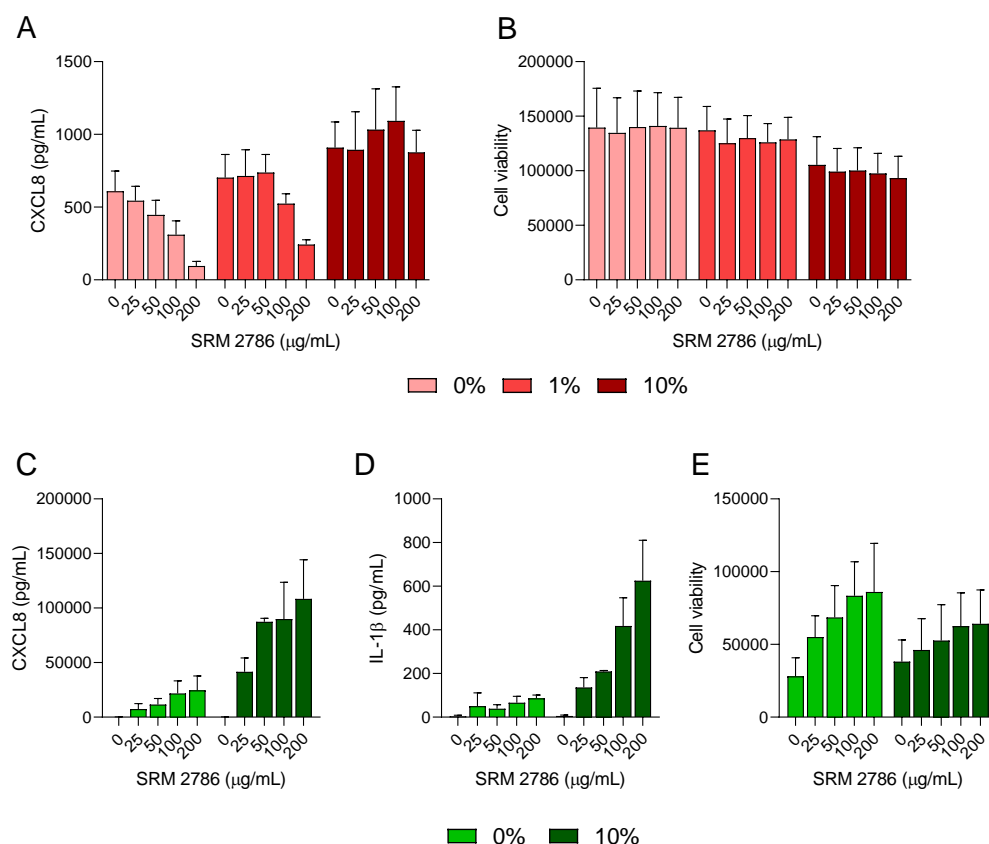 A
CXCL8 (pg/mL)
1500
1000
500
0
0 25 50 100 200 0 25 50 100 200 0 25 50 100 200
SRM 2786 (μg/mL)
B
Cell viability
200000
150000
100000
50000
0
0 25 50 100 200 0 25 50 100 200 0 25 50 100 200
SRM 2786 (μg/mL)
0% 1% 10%
C
CXCL8 (pg/mL)
200000
150000
100000
50000
0
0 25 50 100 200 0 25 50 100 200
SRM 2786 (μg/mL)
D
IL-1β (pg/mL)
1000
800
600
400
200
0
0 25 50 100 200 0 25 50 100 200
SRM 2786 (μg/mL)
E
Cell viability
150000
100000
50000
0
0 25 50 100 200 0 25 50 100 200
SRM 2786 (μg/mL)
0% 10%